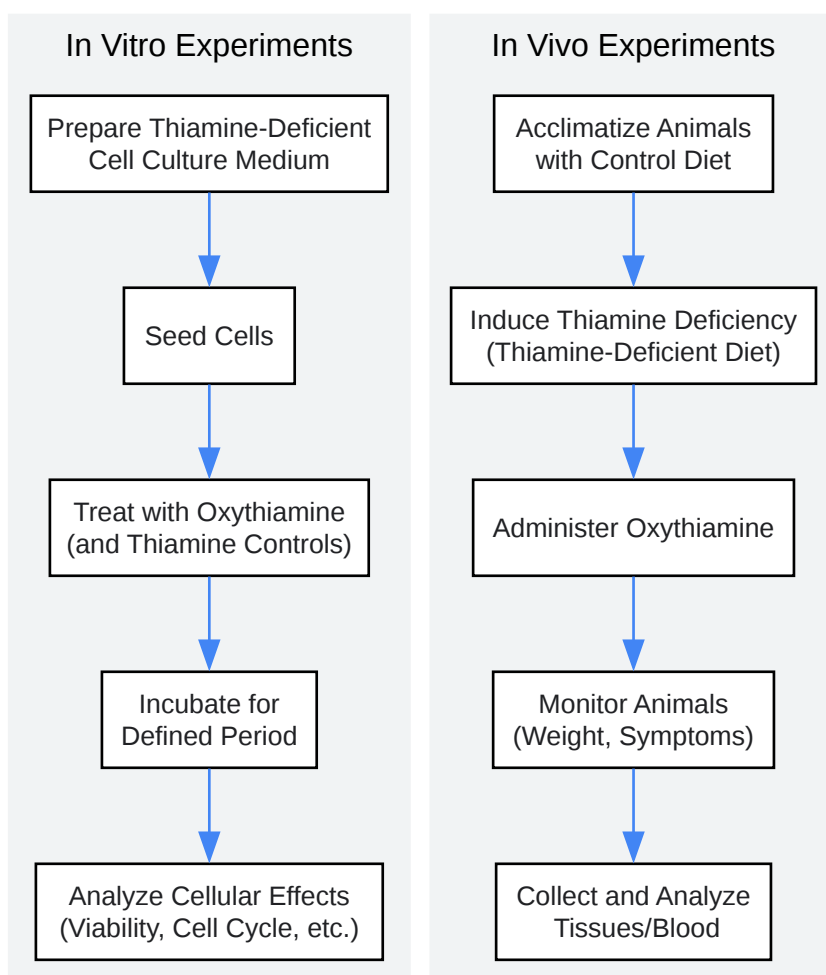 In Vitro Experiments
Prepare Thiamine-Deficient
Cell Culture Medium
Seed Cells
Treat with Oxythiamine
(and Thiamine Controls)
Incubate for
Defined Period
Analyze Cellular Effects
(Viability, Cell Cycle, etc.)
In Vivo Experiments
Acclimatize Animals
with Control Diet
Induce Thiamine Deficiency
(Thiamine-Deficient Diet)
Administer Oxythiamine
Monitor Animals
(Weight, Symptoms)
Collect and Analyze
Tissues/Blood